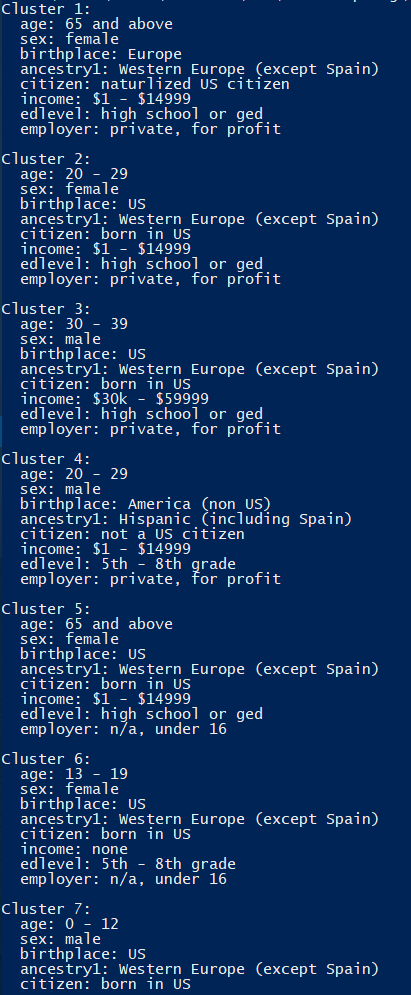 Cluster 1:
age: 65 and above
sex: female
birthplace: Europe
ancestry1: Western Europe (except Spain)
citizen: naturlized US citizen
income: $1 - $14999
edlevel: high school or ged
employer: private, for profit
Cluster 2:
age: 20 - 29
sex: female
birthplace: US
ancestry1: Western Europe (except Spain)
citizen: born in US
income: $1 - $14999
edlevel: high school or ged
employer: private, for profit
Cluster 3:
age: 30 - 39
sex: male
birthplace: US
ancestry1: Western Europe (except Spain)
citizen: born in US
income: $30k - $59999
edlevel: high school or ged
employer: private, for profit
Cluster 4:
age: 20 - 29
sex: male
birthplace: America (non US)
ancestry1: Hispanic (including Spain)
citizen: not a US citizen
income: $1 - $14999
edlevel: 5th - 8th grade
employer: private, for profit
Cluster 5:
age: 65 and above
sex: female
birthplace: US
ancestry1: Western Europe (except Spain)
citizen: born in US
income: $1 - $14999
edlevel: high school or ged
employer: n/a, under 16
Cluster 6:
age: 13 - 19
sex: female
birthplace: US
ancestry1: Western Europe (except Spain)
citizen: born in US
income: none
edlevel: 5th - 8th grade
employer: n/a, under 16
Cluster 7:
age: 0 - 12
sex: male
birthplace: US
ancestry1: Western Europe (except Spain)
citizen: born in US